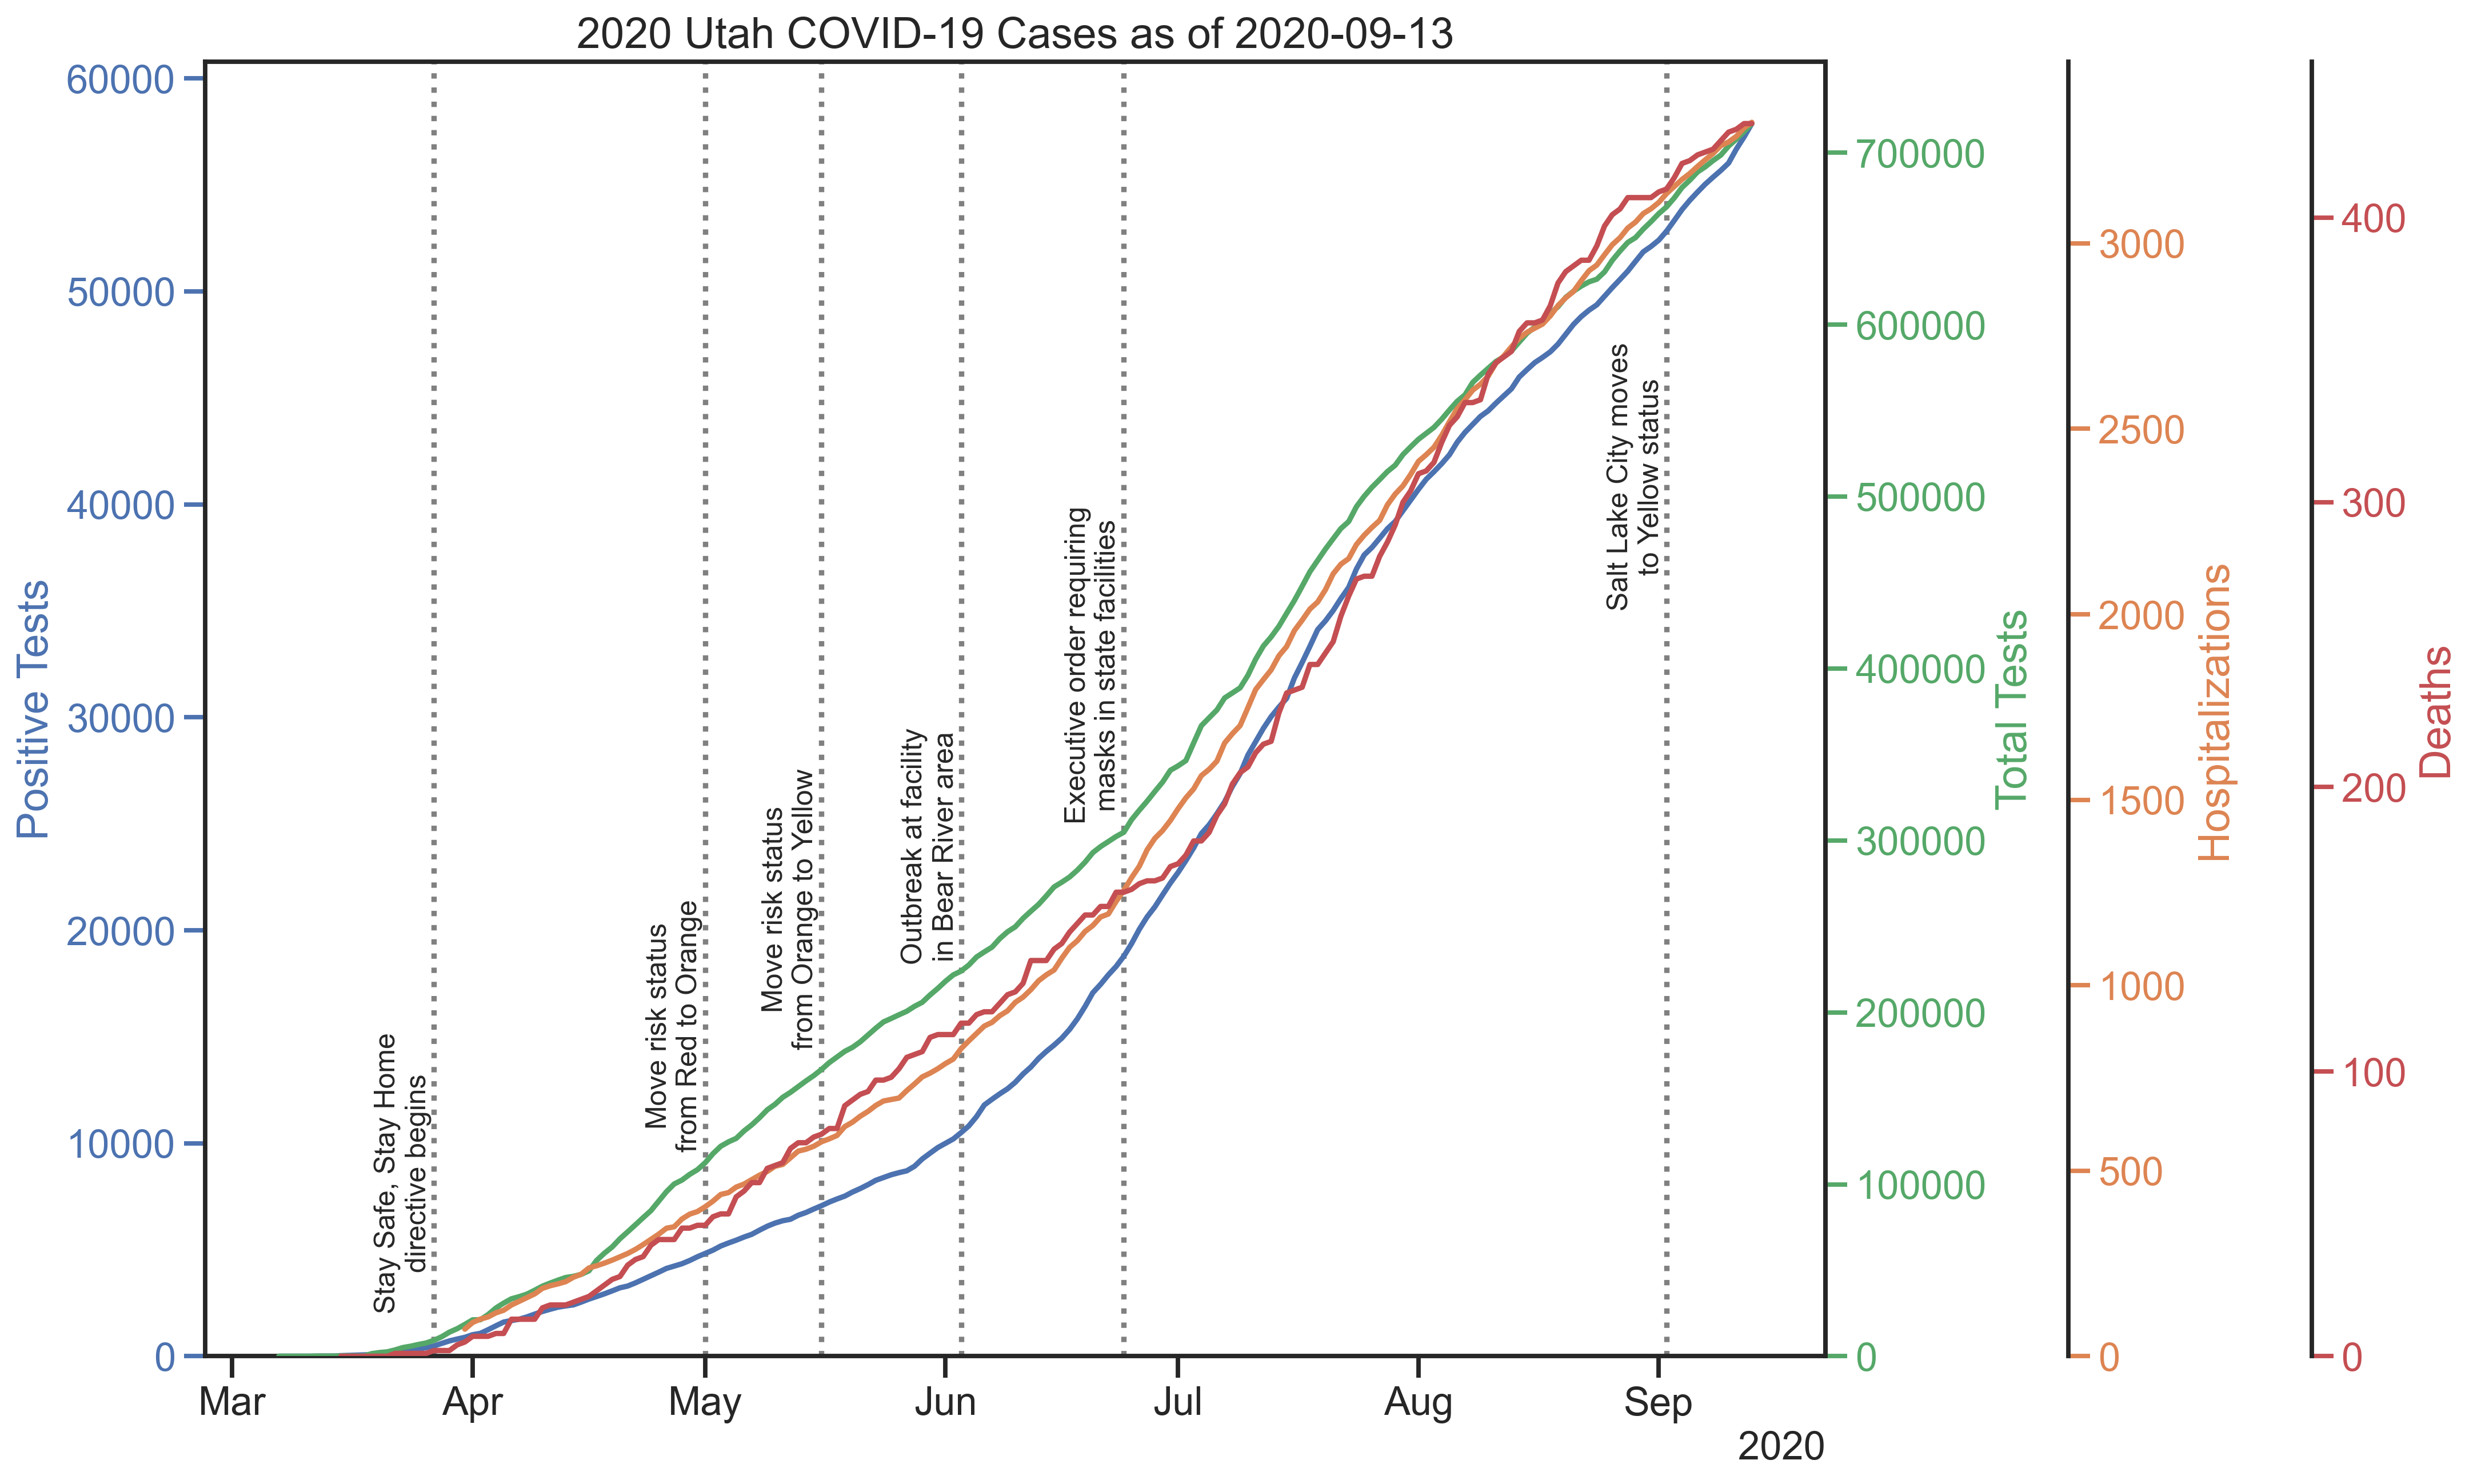 2020 Utah COVID-19 Cases as of 2020-09-13
Positive Tests
60000
50000
40000
30000
20000
10000
0
Stay Safe, Stay Home
directive begins
Move risk status
from Red to Orange
Move risk status
from Orange to Yellow
Outbreak at facility
in Bear River area
Executive order requiring
masks in state facilities
Salt Lake City moves
to Yellow status
Mar
Apr
May
Jun
Jul
Aug
Sep
2020
700000
600000
500000
400000
300000
200000
100000
0
Total Tests
3000
2500
2000
1500
1000
500
0
Hospitalizations
400
300
200
100
0
Deaths